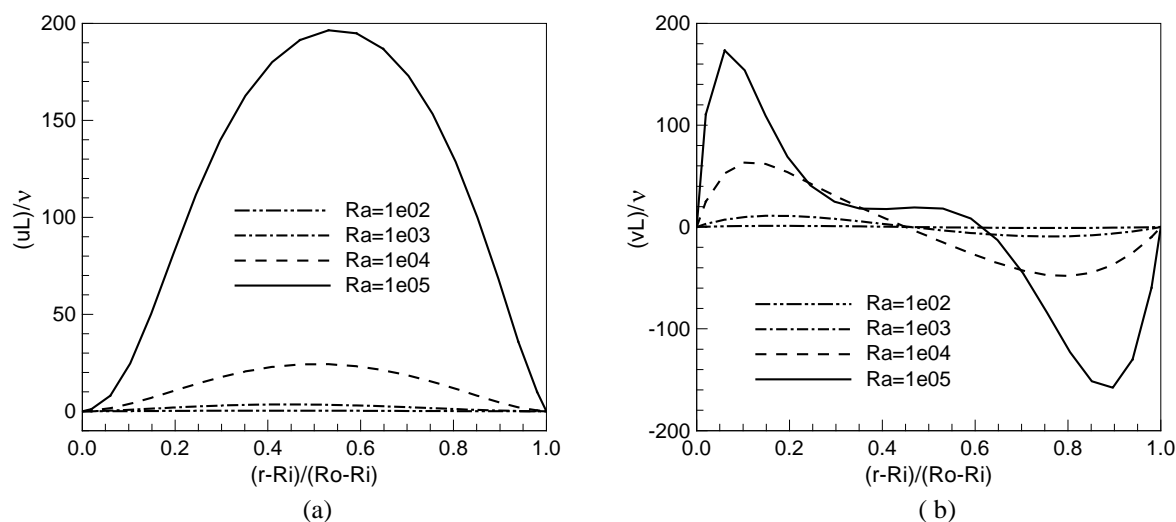 200
150
100
50
0
(uL)/ν
Ra=1e02
Ra=1e03
Ra=1e04
Ra=1e05
0.0 0.2 0.4 0.6 0.8 1.0
(r-Ri)/(Ro-Ri)
(a)
200
100
0
-100
-200
(vL)/ν
Ra=1e02
Ra=1e03
Ra=1e04
Ra=1e05
0.0 0.2 0.4 0.6 0.8 1.0
(r-Ri)/(Ro-Ri)
( b)